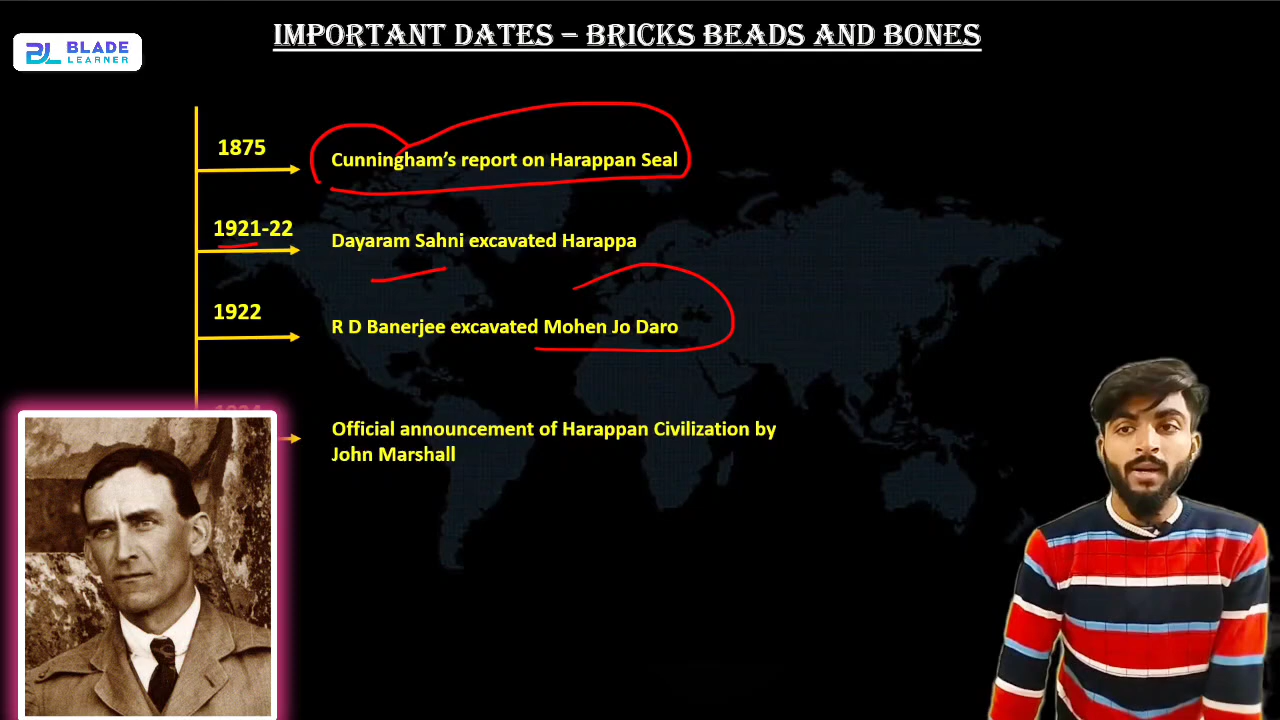 BLADE
LEARNER
IMPORTANT DATES – BRICKS BEADS AND BONES
1875
Cunningham's report on Harappan Seal
1921-22
Dayaram Sahni excavated Harappa
1922
R D Banerjee excavated Mohen Jo Daro
Official announcement of Harappan Civilization by
John Marshall